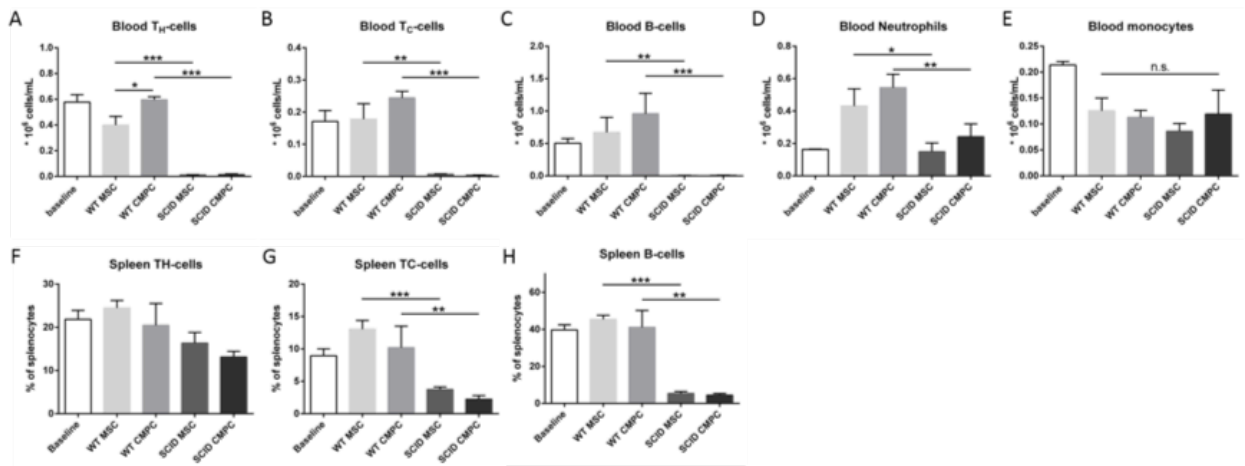 A
Blood TH-cells
* 10⁶ cells/mL
1.0
0.8
0.6
0.4
0.2
0.0
***
*
***
baseline
WT MSC
WT CMPC
SCID MSC
SCID CMPC
B
Blood TC-cells
* 10⁶ cells/mL
0.4
0.3
0.2
0.1
0.0
**
***
baseline
WT MSC
WT CMPC
SCID MSC
SCID CMPC
C
Blood B-cells
* 10⁶ cells/mL
2.0
1.5
1.0
0.5
0.0
**
***
baseline
WT MSC
WT CMPC
SCID MSC
SCID CMPC
D
Blood Neutrophils
* 10⁶ cells/mL
0.8
0.6
0.4
0.2
0.0
*
**
baseline
WT MSC
WT CMPC
SCID MSC
SCID CMPC
E
Blood monocytes
* 10⁶ cells/mL
0.25
0.20
0.15
0.10
0.05
0.00
n.s.
baseline
WT MSC
WT CMPC
SCID MSC
SCID CMPC
F
Spleen TH-cells
% of splenocytes
30
20
10
0
Baseline
WT MSC
WT CMPC
SCID MSC
SCID CMPC
G
Spleen TC-cells
% of splenocytes
20
15
10
5
0
***
**
Baseline
WT MSC
WT CMPC
SCID MSC
SCID CMPC
H
Spleen B-cells
% of splenocytes
60
40
20
0
***
**
Baseline
WT MSC
WT CMPC
SCID MSC
SCID CMPC